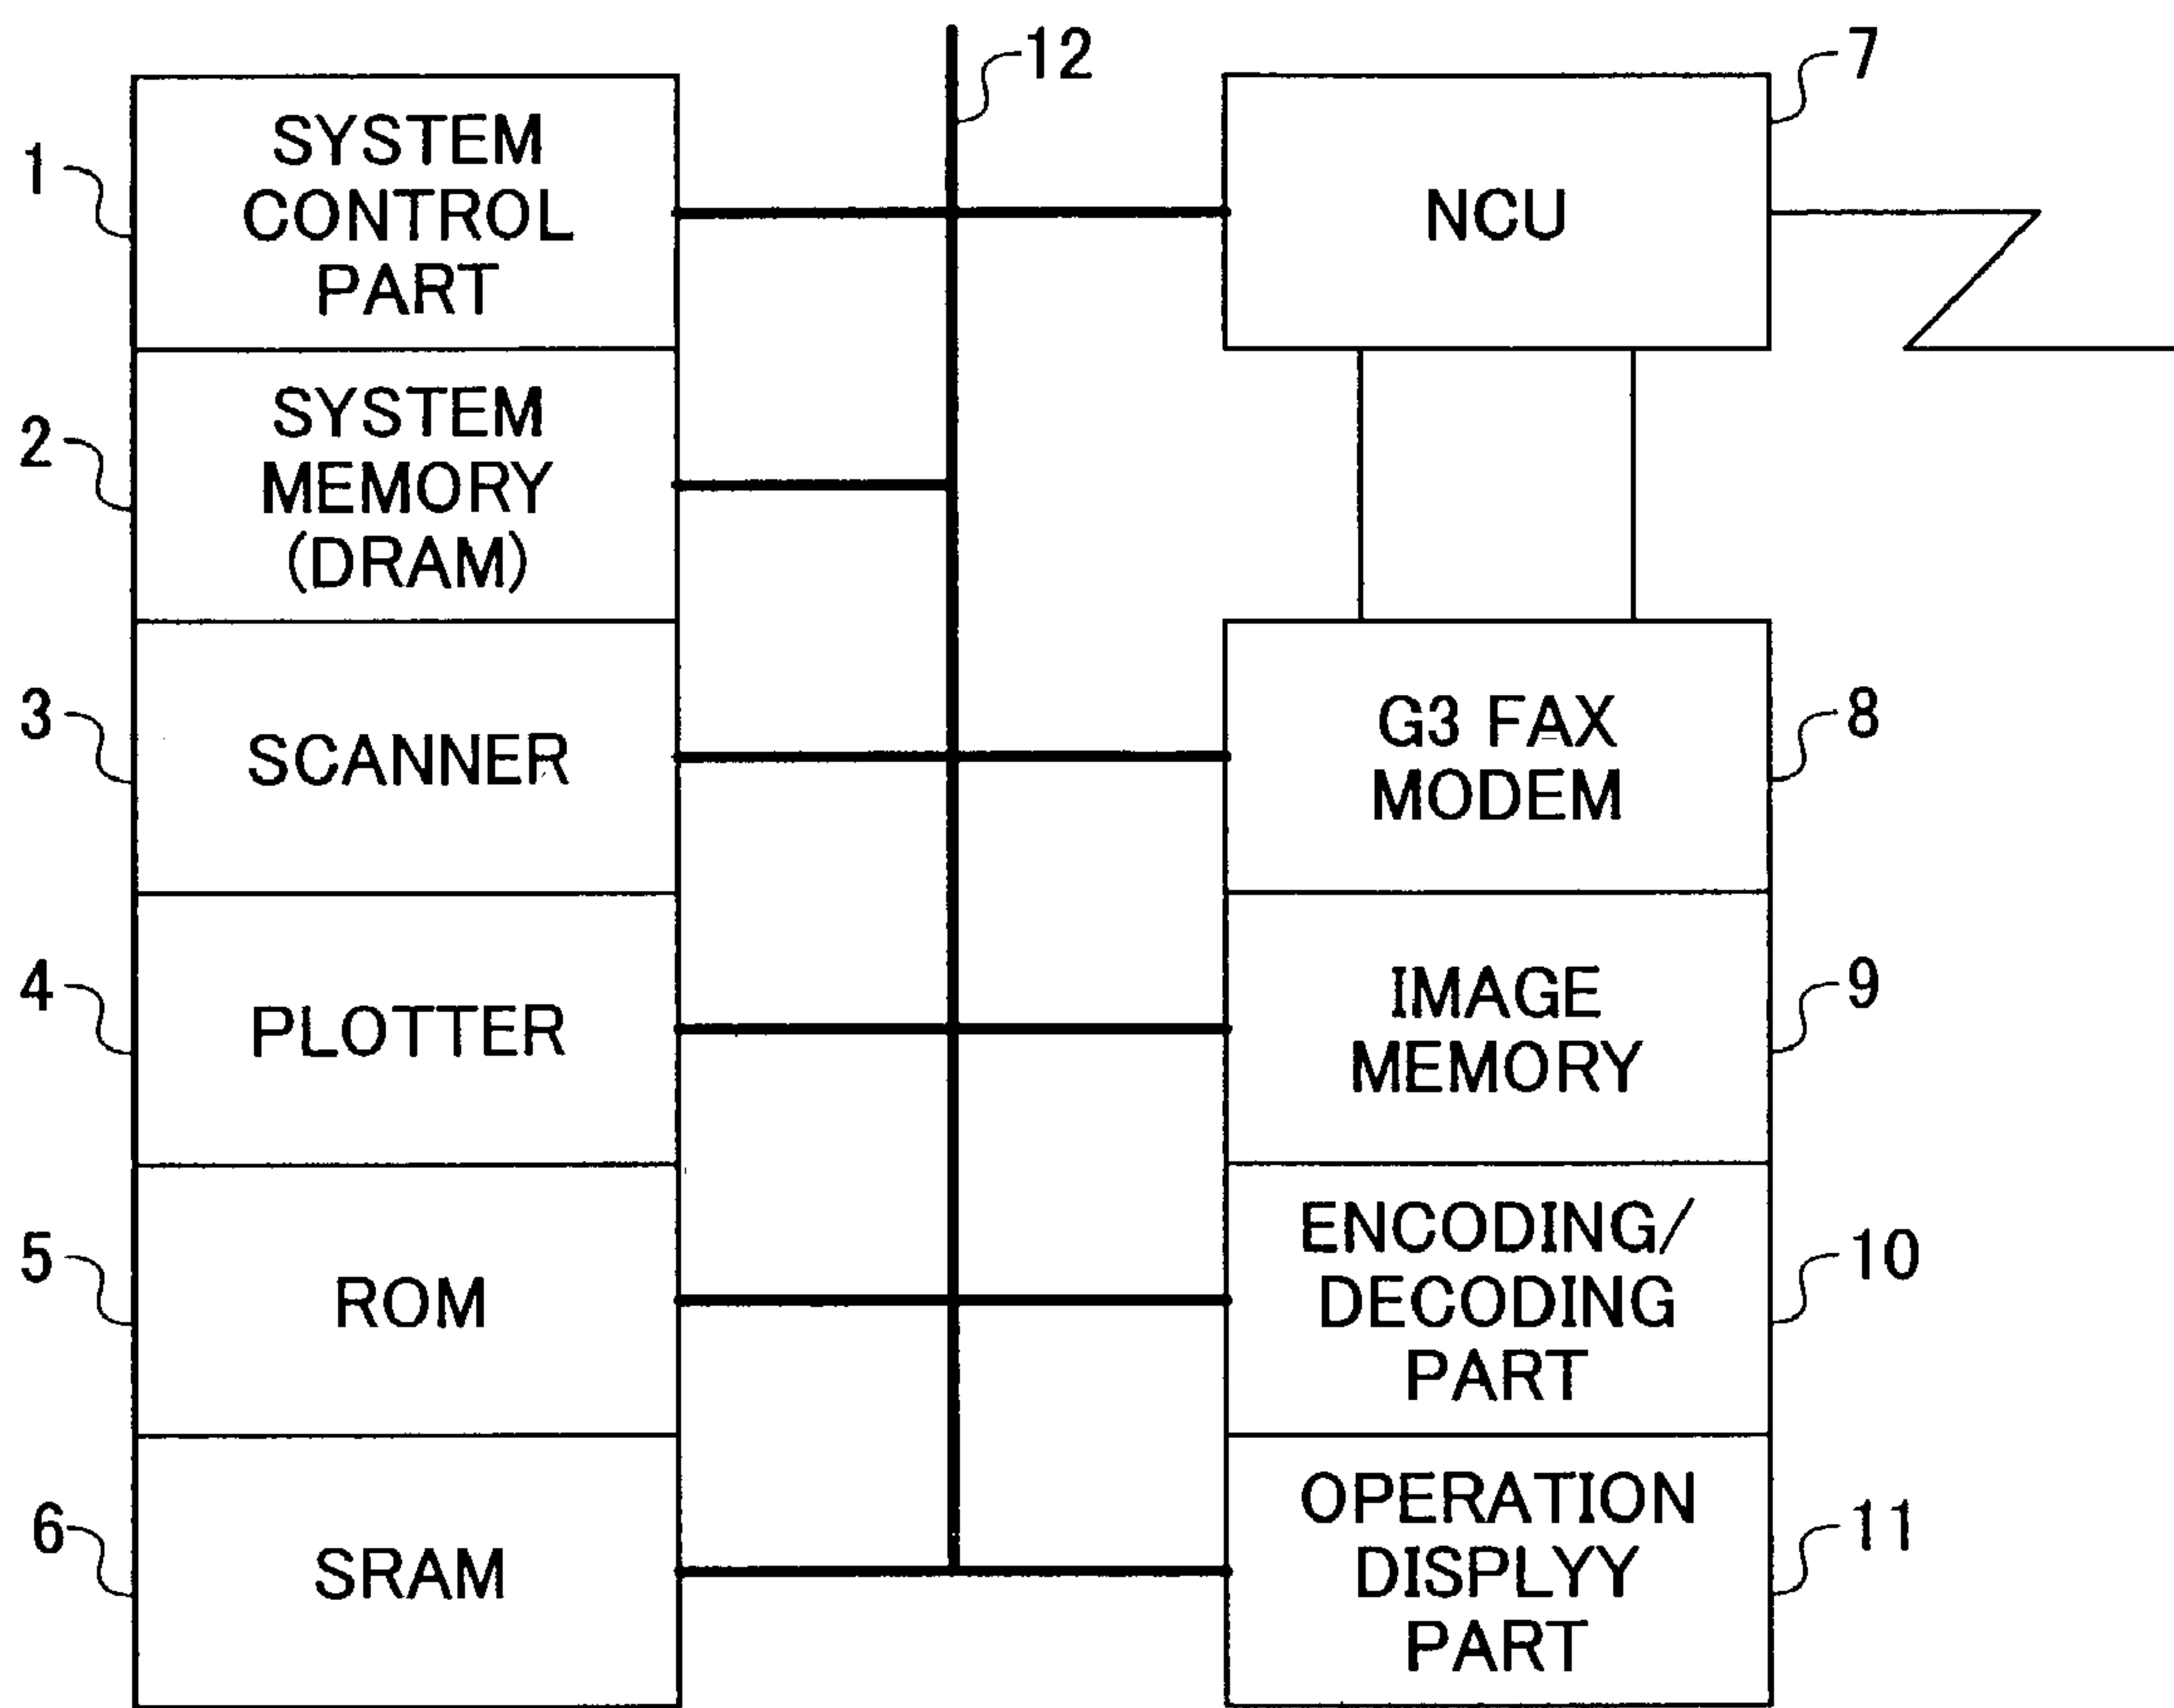 12
7
1
SYSTEM
CONTROL
PART
NCU
2
SYSTEM
MEMORY
(DRAM)
3
SCANNER
G3 FAX
MODEM
8
4
PLOTTER
IMAGE
MEMORY
9
5
ROM
ENCODING/
DECODING
PART
10
6
SRAM
OPERATION
DISPLYY
PART
11